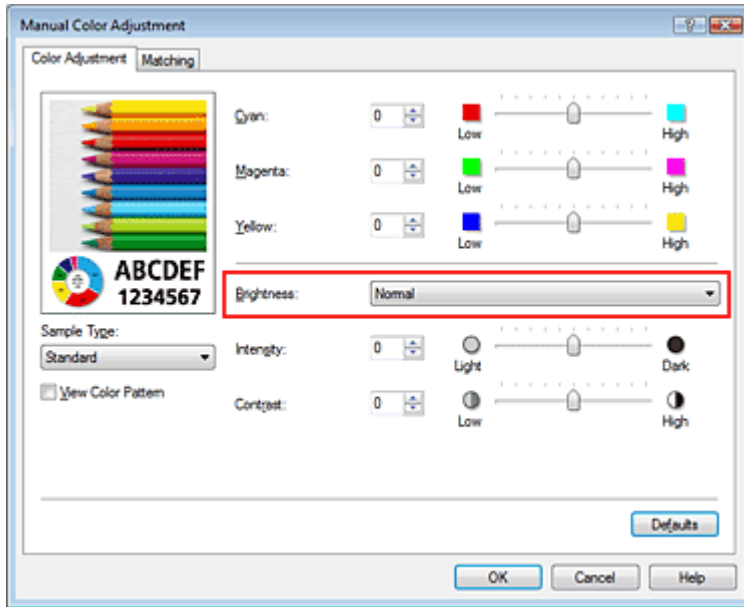 Manual Color Adjustment
Color Adjustment Matching
Cyan: 0 Low High
Magenta: 0 Low High
Yellow: 0 Low High
ABCDEF
1234567
Brightness: Normal
Sample Type:
Standard
View Color Pattern
Intensity: 0 Light Dark
Contrast: 0 Low High
Defaults
OK Cancel Help